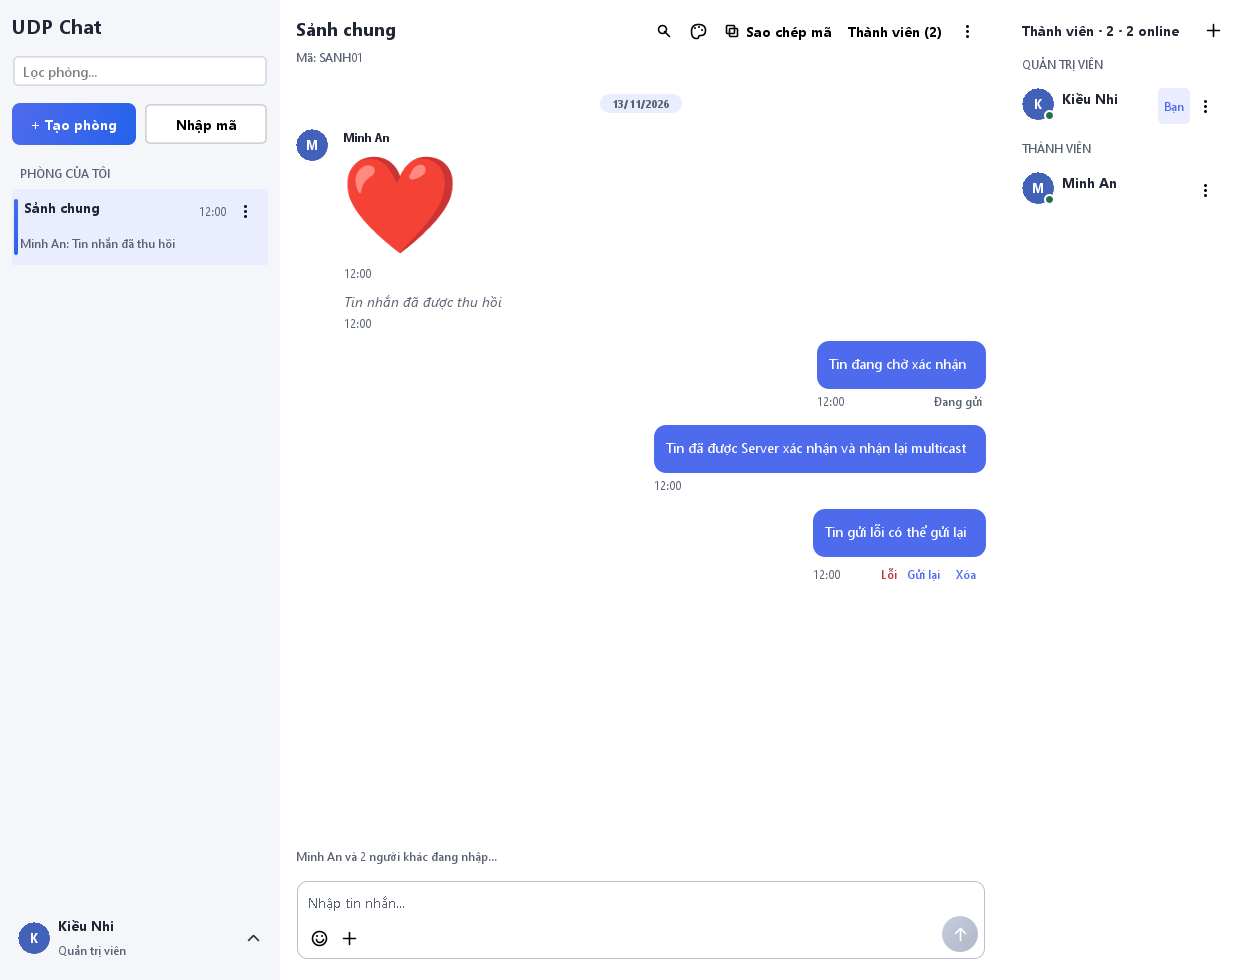 UDP Chat
Lọc phòng...
+ Tạo phòng
Nhập mã
PHÒNG CỦA TÔI
Sảnh chung
12:00
Minh An: Tin nhắn đã thu hồi
Kiều Nhi
Quản trị viên
Sảnh chung
Mã: SANH01
Sao chép mã
Thành viên (2)
13/11/2026
M
Minh An
12:00
Tin nhắn đã được thu hồi
12:00
Tin đang chờ xác nhận
12:00
Đang gửi
Tin đã được Server xác nhận và nhận lại multicast
12:00
Tin gửi lỗi có thể gửi lại
12:00
Lỗi
Gửi lại
Xóa
Minh An và 2 người khác đang nhập...
Nhập tin nhắn...
Thành viên - 2 - 2 online
QUẢN TRỊ VIÊN
K
Kiều Nhi
Bạn
THÀNH VIÊN
M
Minh An
K